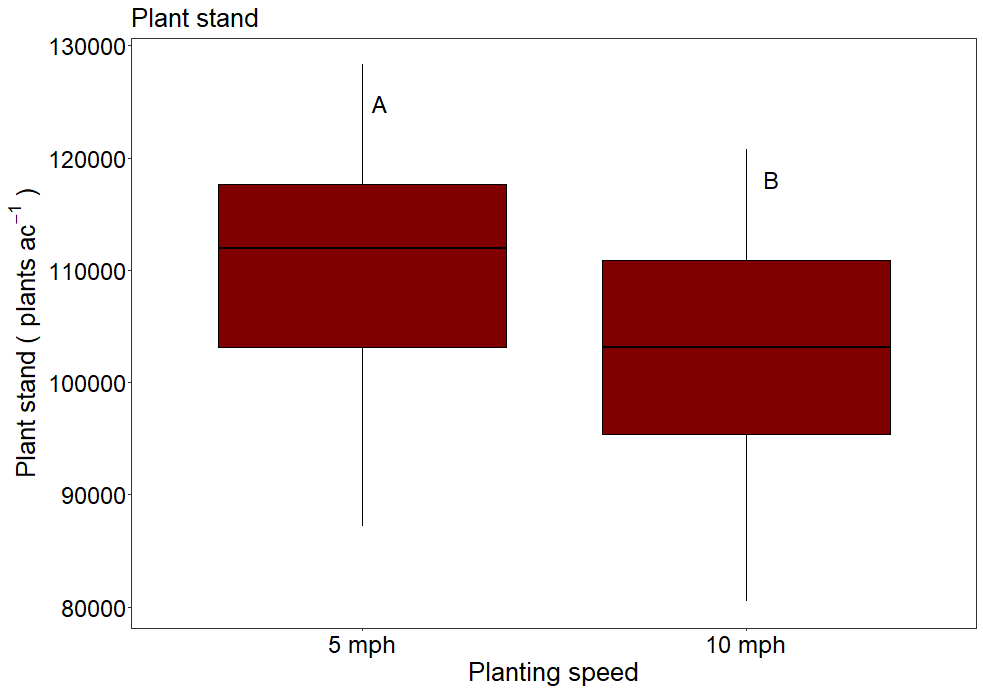 Plant stand
130000
120000
110000
100000
90000
80000
Plant stand ( plants ac⁻¹ )
A
B
5 mph
10 mph
Planting speed